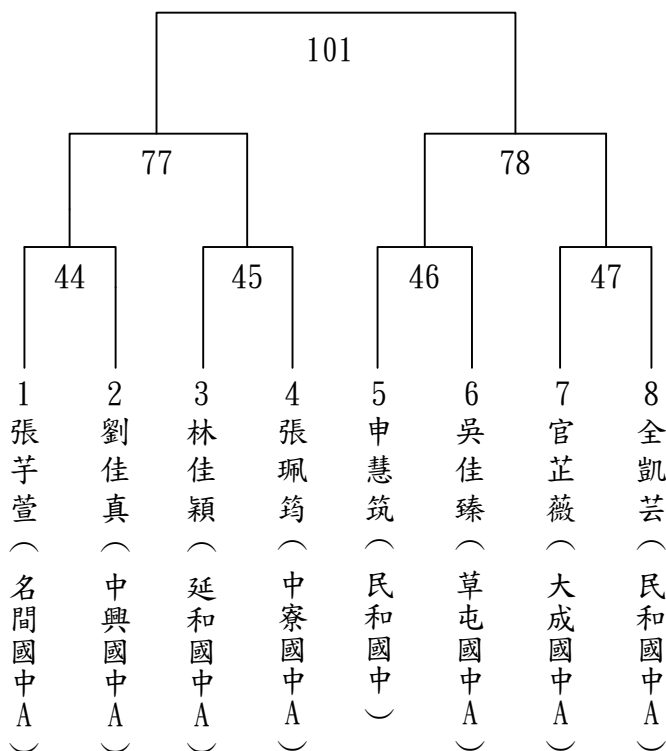 101
77
78
44
45
46
47
1張芋萱（名間國中A）
2劉佳真（中興國中A）
3林佳穎（延和國中A）
4張珮筠（中寮國中A）
5申慧筑（民和國中）
6吳佳臻（草屯國中A）
7官芷薇（大成國中A）
8全凱芸（民和國中A）